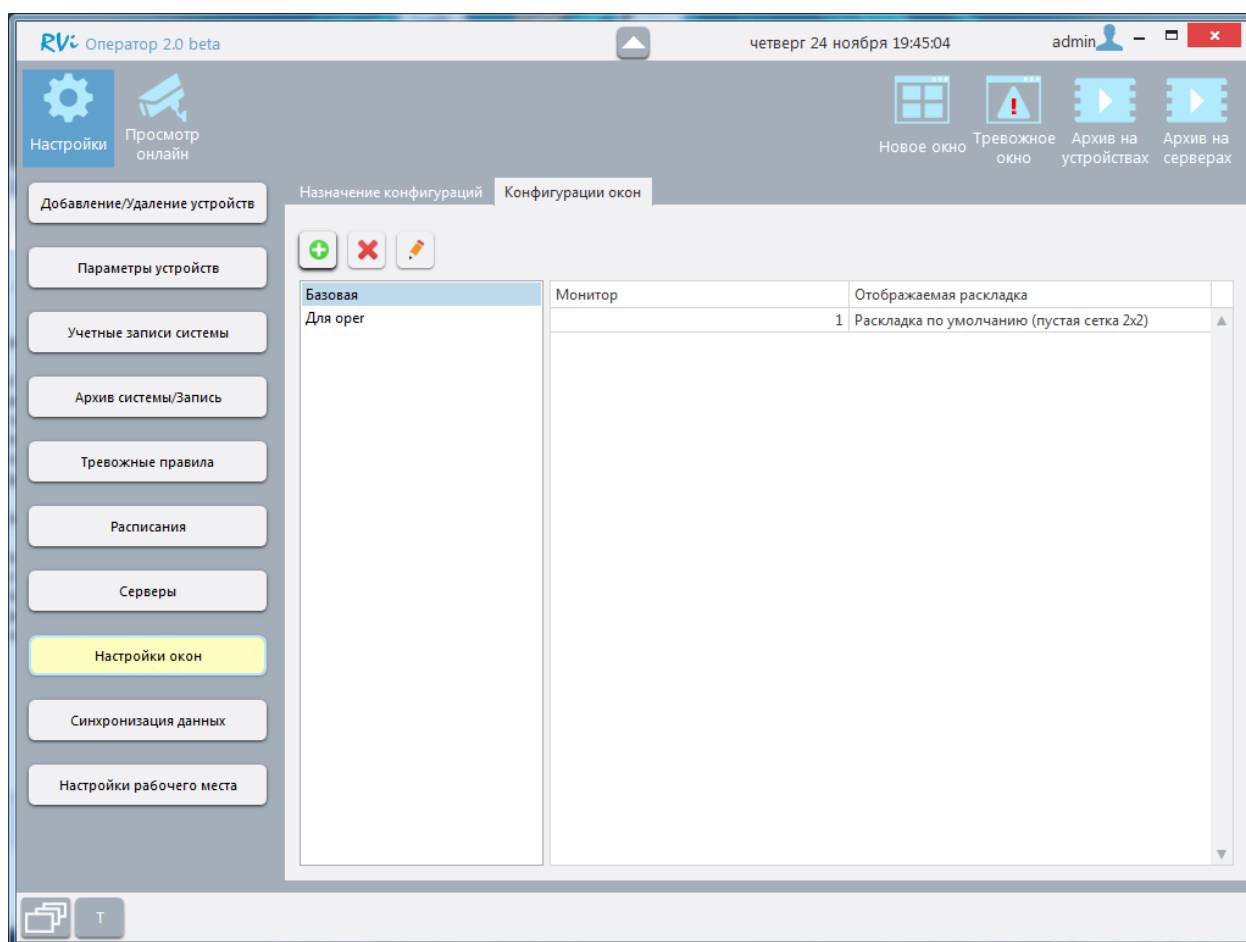 RVi Оператор 2.0 beta
четверг 24 ноября 19:45:04
admin
Настройки
Просмотр
онлайн
Новое окно
Тревожное
окно
Архив на
устройствах
Архив на
серверах
Добавление/Удаление устройств
Параметры устройств
Учетные записи системы
Архив системы/Запись
Тревожные правила
Расписания
Серверы
Настройки окон
Синхронизация данных
Настройки рабочего места
Назначение конфигураций
Конфигурации окон
Базовая
Для oper
Монитор
Отображаемая раскладка
1 Раскладка по умолчанию (пустая сетка 2x2)
T